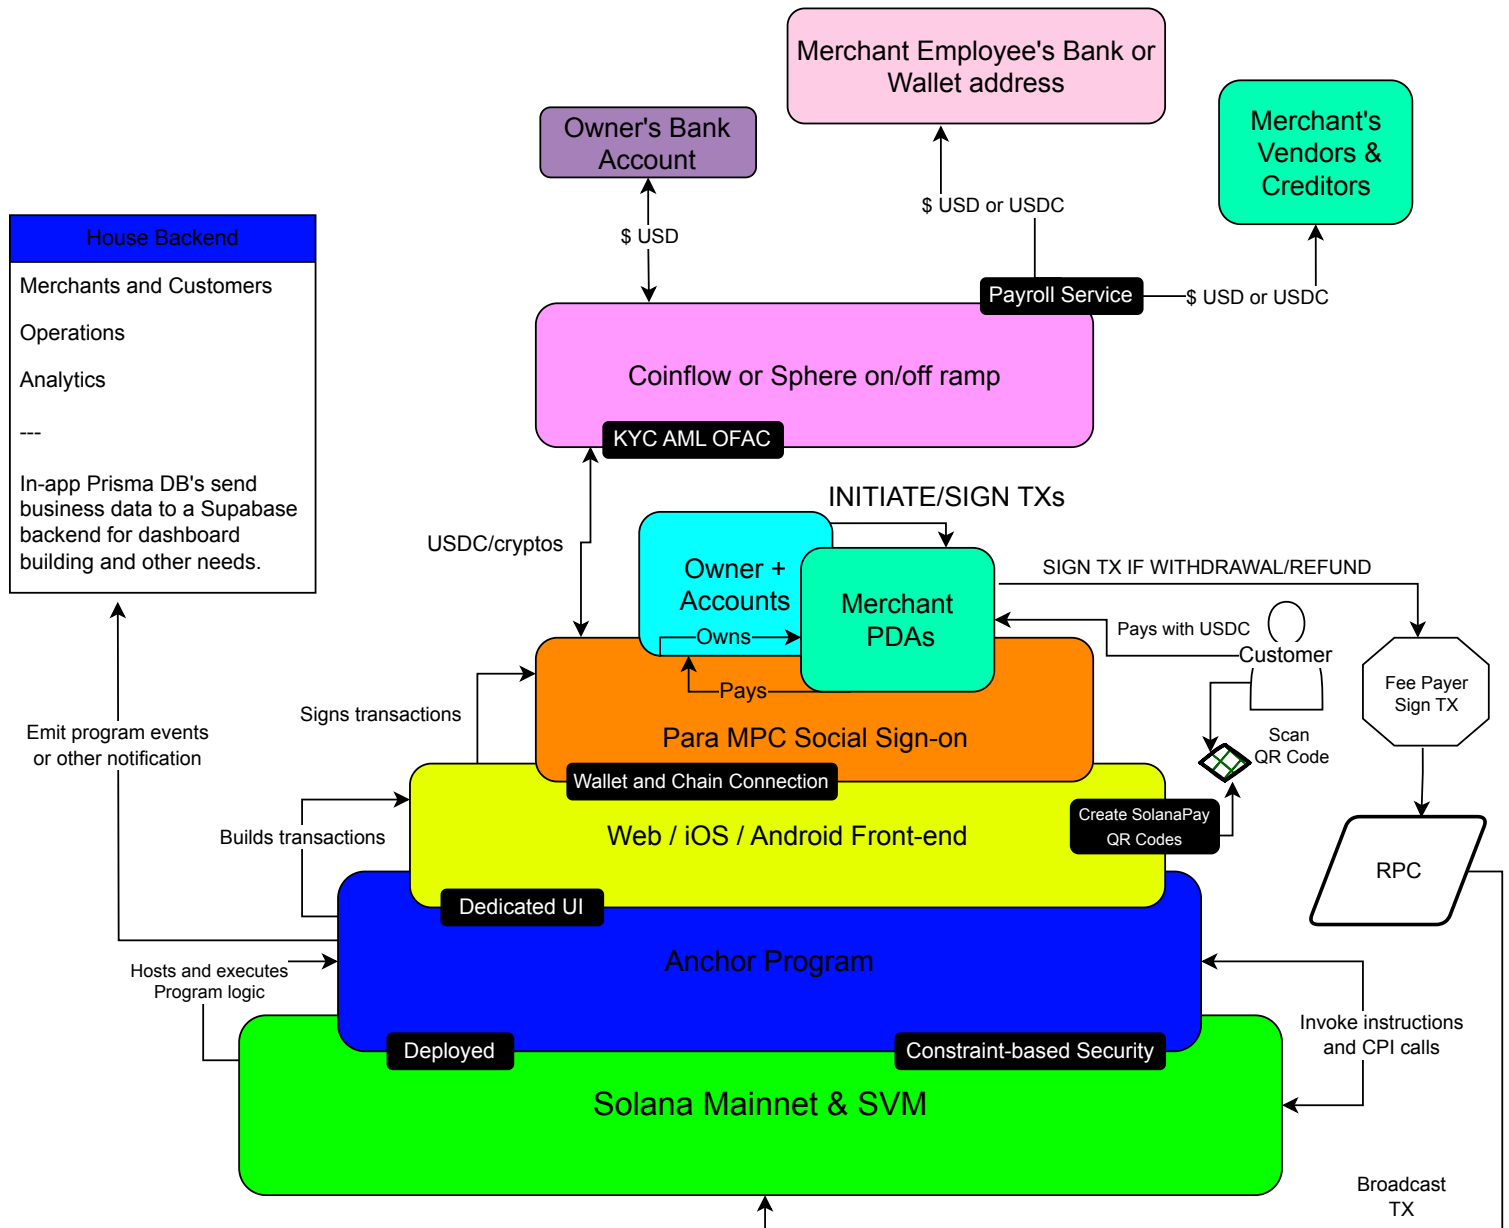 Merchant Employee's Bank or
Wallet address
Owner's Bank
Account
Merchant's
Vendors &
Creditors
$ USD or USDC
$ USD
House Backend
Merchants and Customers
Operations
Analytics
---
In-app Prisma DB's send
business data to a Supabase
backend for dashboard
building and other needs.
Payroll Service
$ USD or USDC
Coinflow or Sphere on/off ramp
KYC AML OFAC
USDC/cryptos
INITIATE/SIGN TXs
Owner +
Accounts
Merchant
PDAs
SIGN TX IF WITHDRAWAL/REFUND
Owns
Pays
Pays with USDC
Customer
Fee Payer
Sign TX
Signs transactions
Para MPC Social Sign-on
Scan
QR Code
Emit program events
or other notification
Wallet and Chain Connection
Web / iOS / Android Front-end
Create SolanaPay
QR Codes
Builds transactions
RPC
Dedicated UI
Anchor Program
Hosts and executes
Program logic
Deployed
Constraint-based Security
Invoke instructions
and CPI calls
Solana Mainnet & SVM
Broadcast
TX